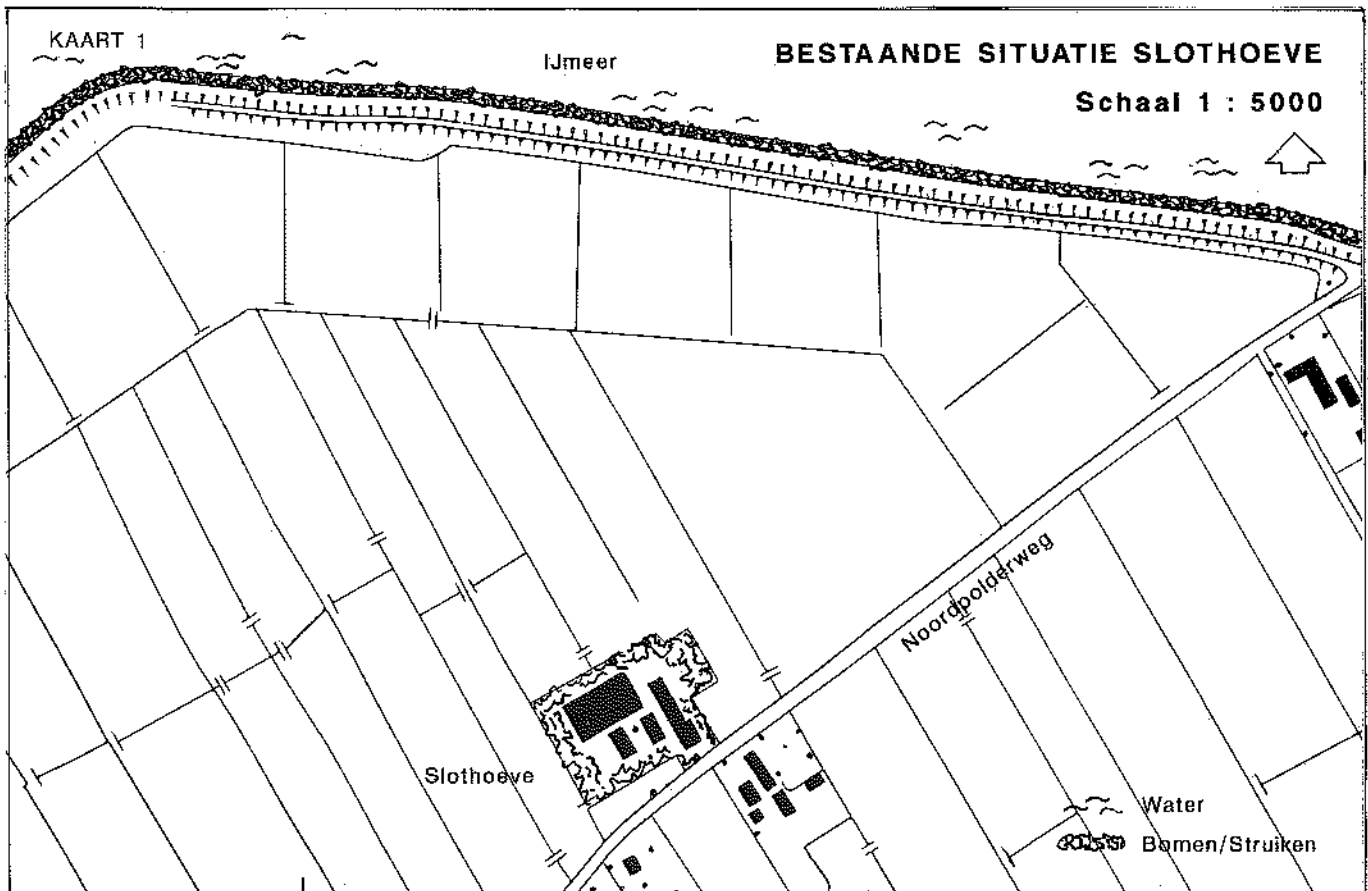 KAART 1
IJmeer
BESTAANDE SITUATIE SLOTHOEVE
Schaal 1 : 5000
Noordpolderweg
Slothoeve
Water
Bomen/Struiken